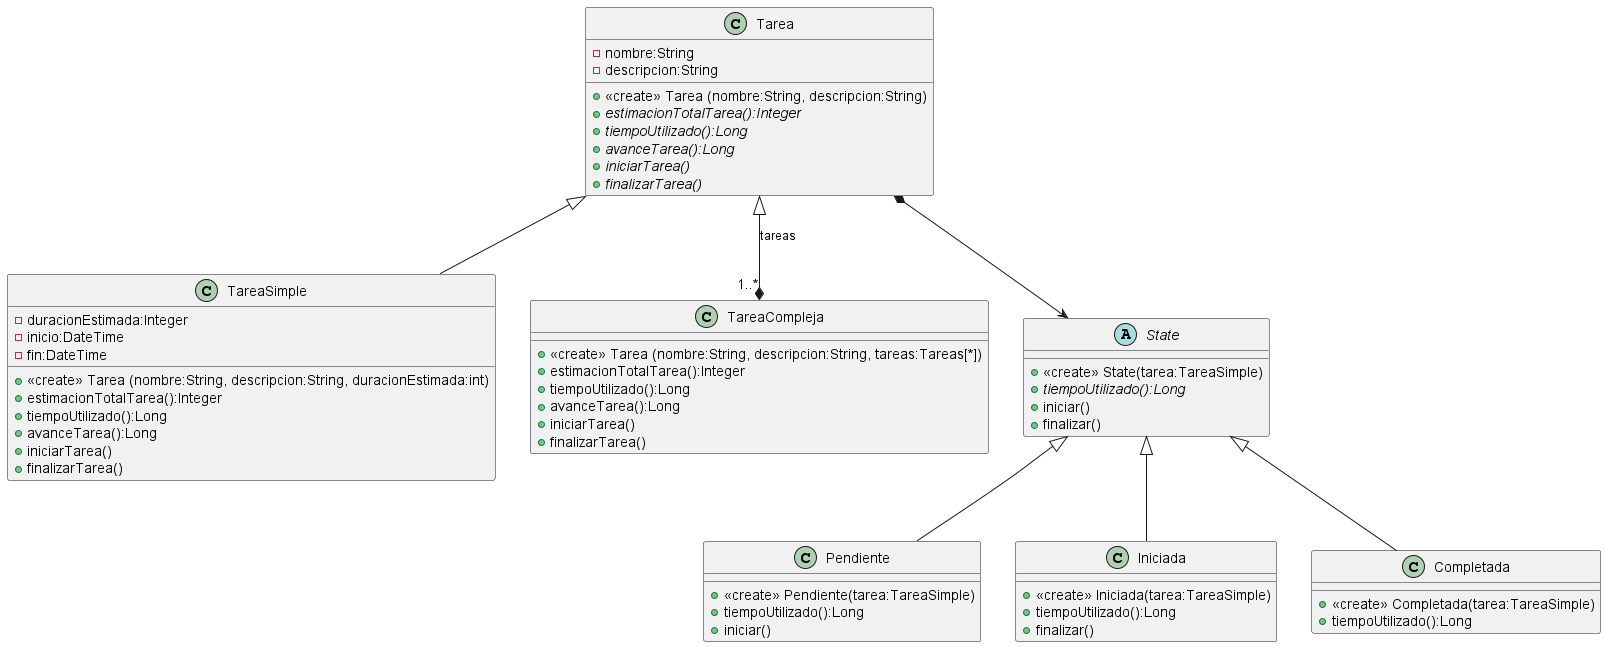 C Tarea
nombre:String
descripcion:String
«create» Tarea (nombre:String, descripcion:String)
estimacionTotalTarea():Integer
tiempoUtilizado():Long
avanceTarea():Long
iniciarTarea()
finalizarTarea()
tareas
1..*
C TareaSimple
duracionEstimada:Integer
inicio:DateTime
fin:DateTime
«create» Tarea (nombre:String, descripcion:String, duracionEstimada:int)
estimacionTotalTarea():Integer
tiempoUtilizado():Long
avanceTarea():Long
iniciarTarea()
finalizarTarea()
C TareaCompleja
«create» Tarea (nombre:String, descripcion:String, tareas:Tareas[*])
estimacionTotalTarea():Integer
tiempoUtilizado():Long
avanceTarea():Long
iniciarTarea()
finalizarTarea()
A State
«create» State(tarea:TareaSimple)
tiempoUtilizado():Long
iniciar()
finalizar()
C Pendiente
«create» Pendiente(tarea:TareaSimple)
tiempoUtilizado():Long
iniciar()
C Iniciada
«create» Iniciada(tarea:TareaSimple)
tiempoUtilizado():Long
finalizar()
C Completada
«create» Completada(tarea:TareaSimple)
tiempoUtilizado():Long